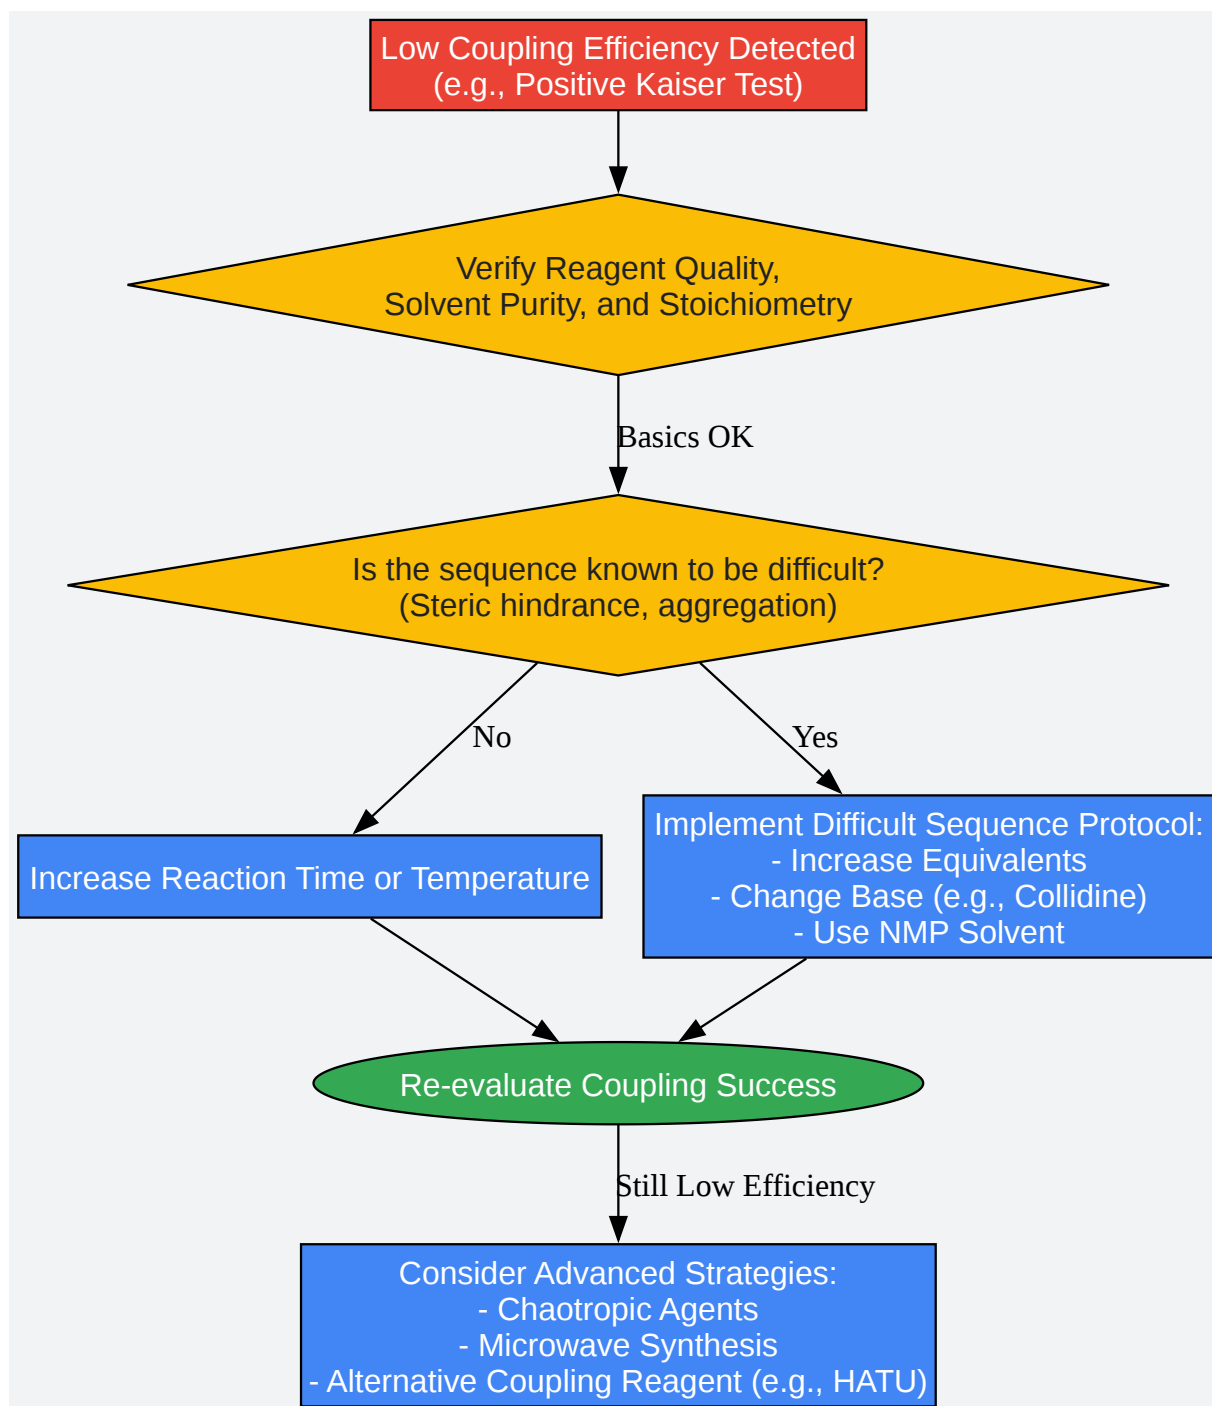 Low Coupling Efficiency Detected
(e.g., Positive Kaiser Test)
Verify Reagent Quality,
Solvent Purity, and Stoichiometry
Basics OK
Is the sequence known to be difficult?
(Steric hindrance, aggregation)
No
Yes
Increase Reaction Time or Temperature
Implement Difficult Sequence Protocol:
- Increase Equivalents
- Change Base (e.g., Collidine)
- Use NMP Solvent
Re-evaluate Coupling Success
Still Low Efficiency
Consider Advanced Strategies:
- Chaotropic Agents
- Microwave Synthesis
- Alternative Coupling Reagent (e.g., HATU)